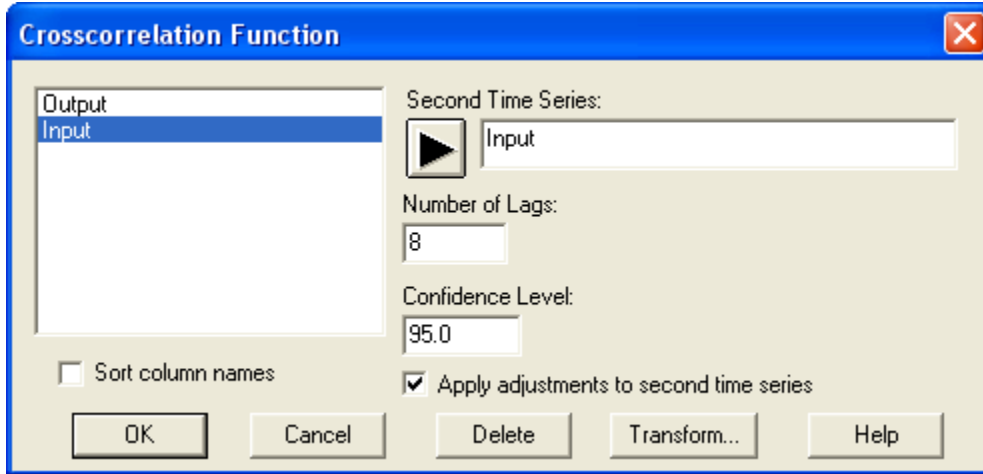 Crosscorrelation Function
Output
Input
Second Time Series:
Input
Number of Lags:
8
Confidence Level:
95.0
Sort column names
Apply adjustments to second time series
OK
Cancel
Delete
Transform...
Help